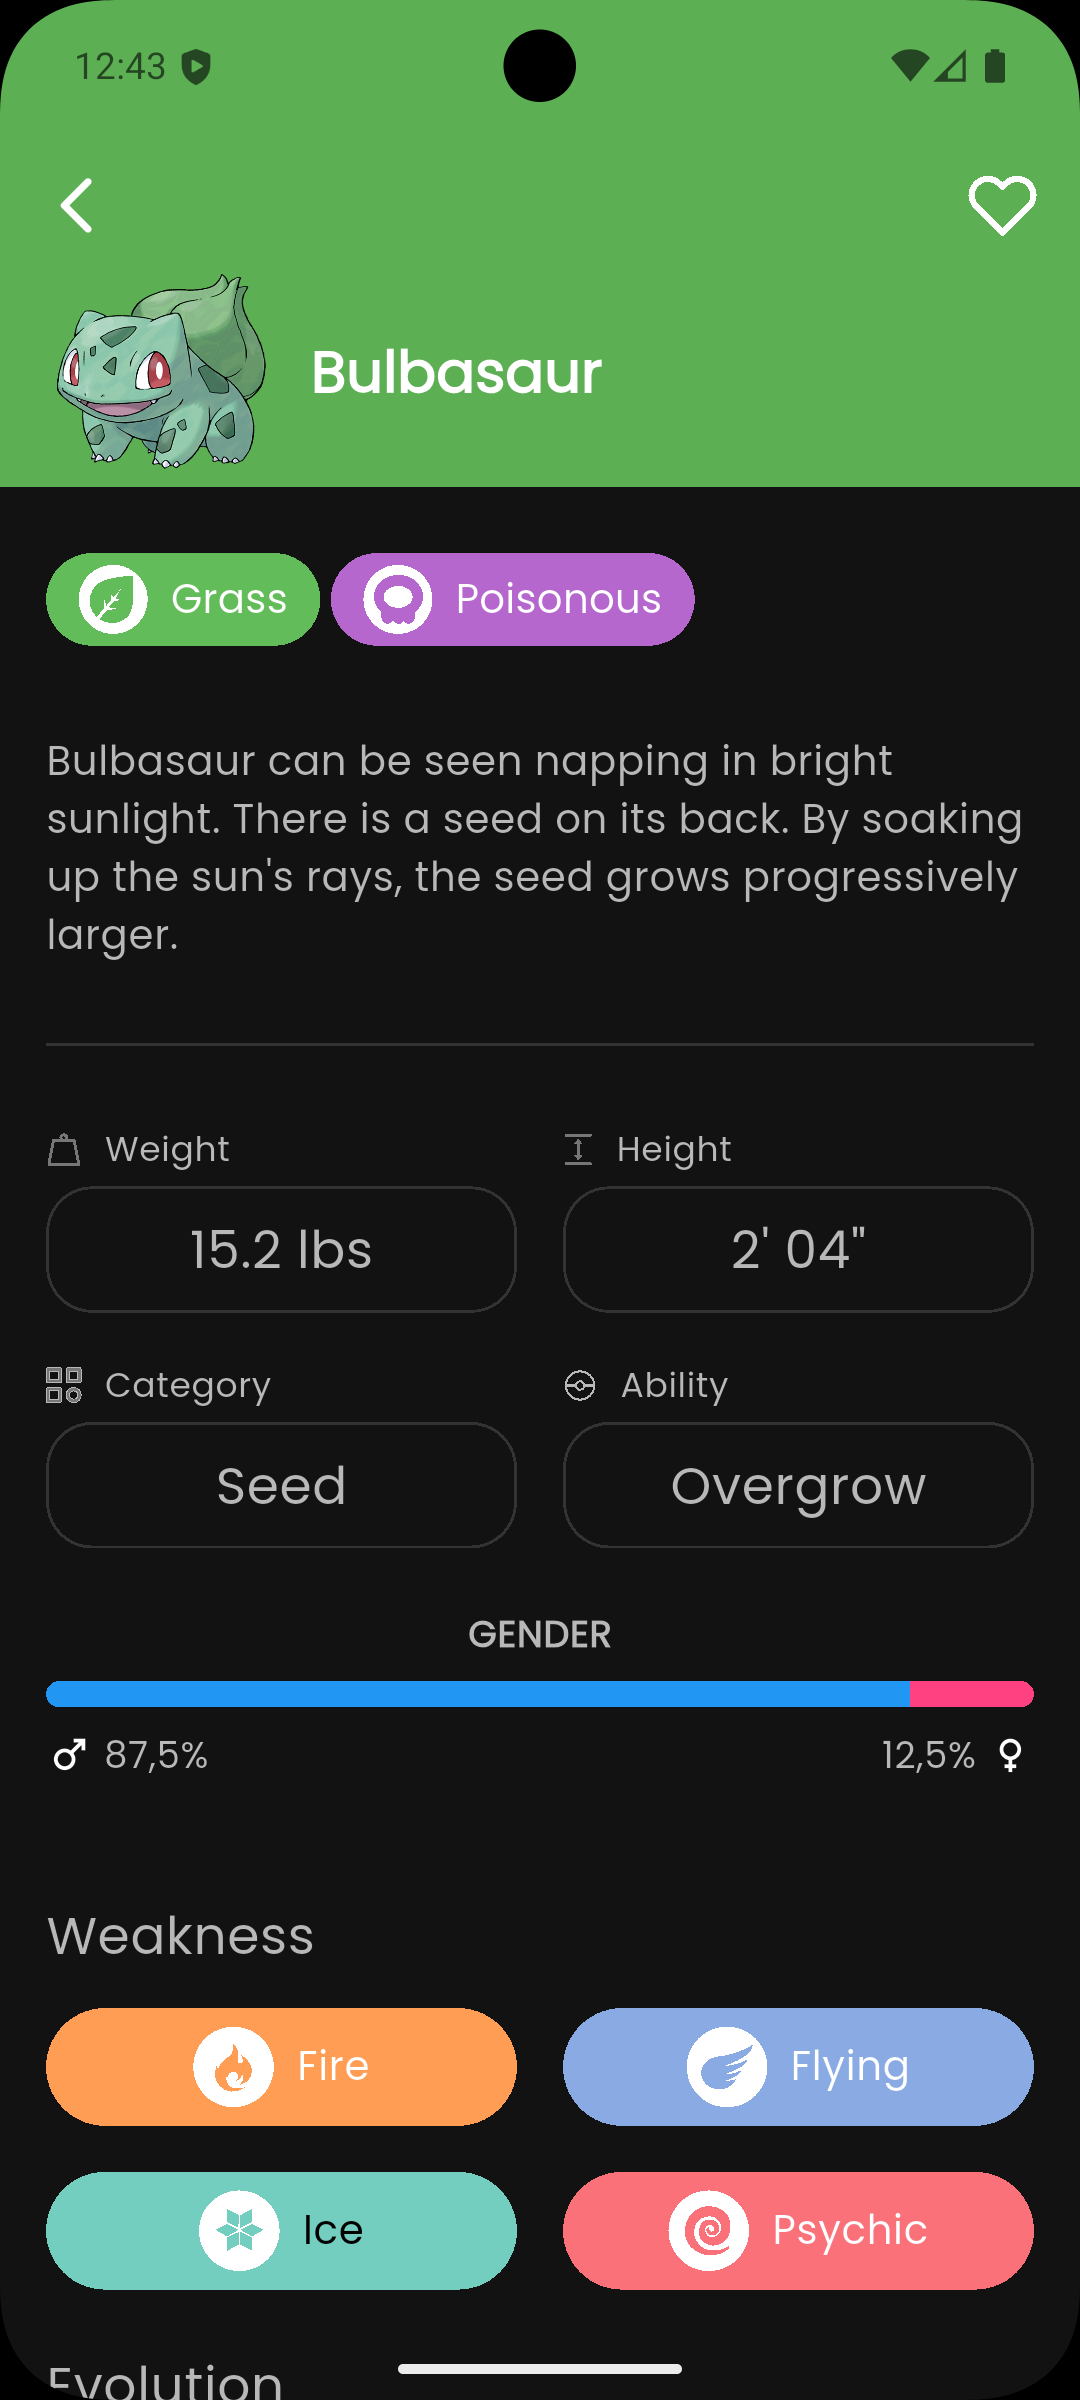 12:43
Bulbasaur
Grass Poisonous
Bulbasaur can be seen napping in bright
sunlight. There is a seed on its back. By soaking
up the sun's rays, the seed grows progressively
larger.
Weight Height
15.2 lbs 2' 04"
Category Ability
Seed Overgrow
GENDER
♂ 87,5% 12,5% ♀
Weakness
Fire Flying
Ice Psychic
Evolution